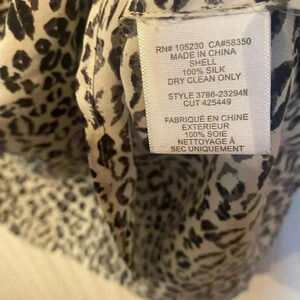 RN# 105230 CA#58350
MADE IN CHINA
SHELL
100% SILK
DRY CLEAN ONLY
STYLE 3786-23294N
CUT 425449
FABRIQUÉ EN CHINE
EXTERIEUR
100% SOIE
NETTOYAGE À
SEC UNIQUEMENT